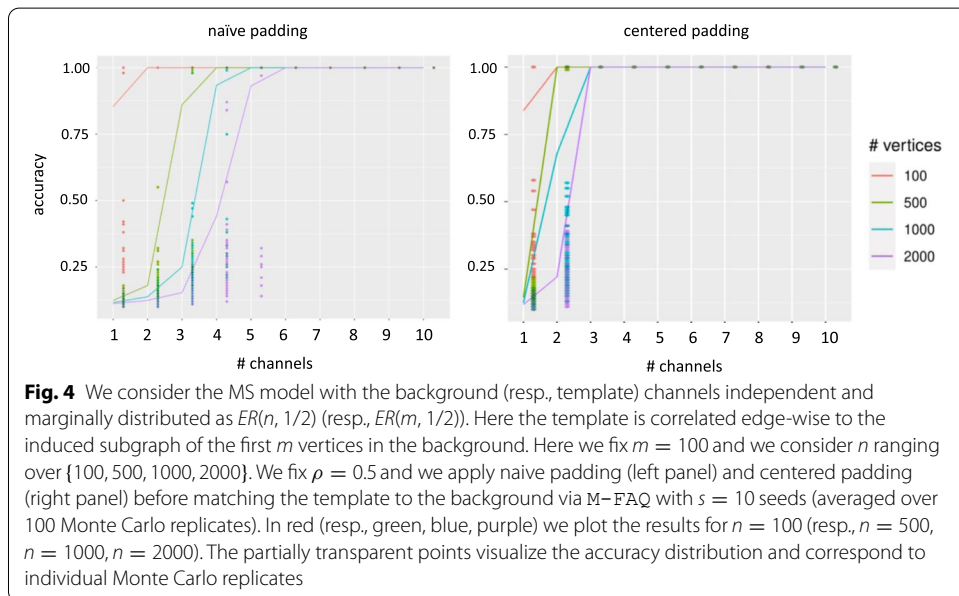 naïve padding
centered padding
accuracy
1.00
0.75
0.50
0.25
1 2 3 4 5 6 7 8 9 10
# channels
1.00
0.75
0.50
0.25
1 2 3 4 5 6 7 8 9 10
# channels
# vertices
100
500
1000
2000
Fig. 4 We consider the MS model with the background (resp., template) channels independent and
marginally distributed as ER(n, 1/2) (resp., ER(m, 1/2)). Here the template is correlated edge-wise to the
induced subgraph of the first m vertices in the background. Here we fix m = 100 and we consider n ranging
over {100, 500, 1000, 2000}. We fix ρ = 0.5 and we apply naive padding (left panel) and centered padding
(right panel) before matching the template to the background via M-FAQ with s = 10 seeds (averaged over
100 Monte Carlo replicates). In red (resp., green, blue, purple) we plot the results for n = 100 (resp., n = 500,
n = 1000, n = 2000). The partially transparent points visualize the accuracy distribution and correspond to
individual Monte Carlo replicates